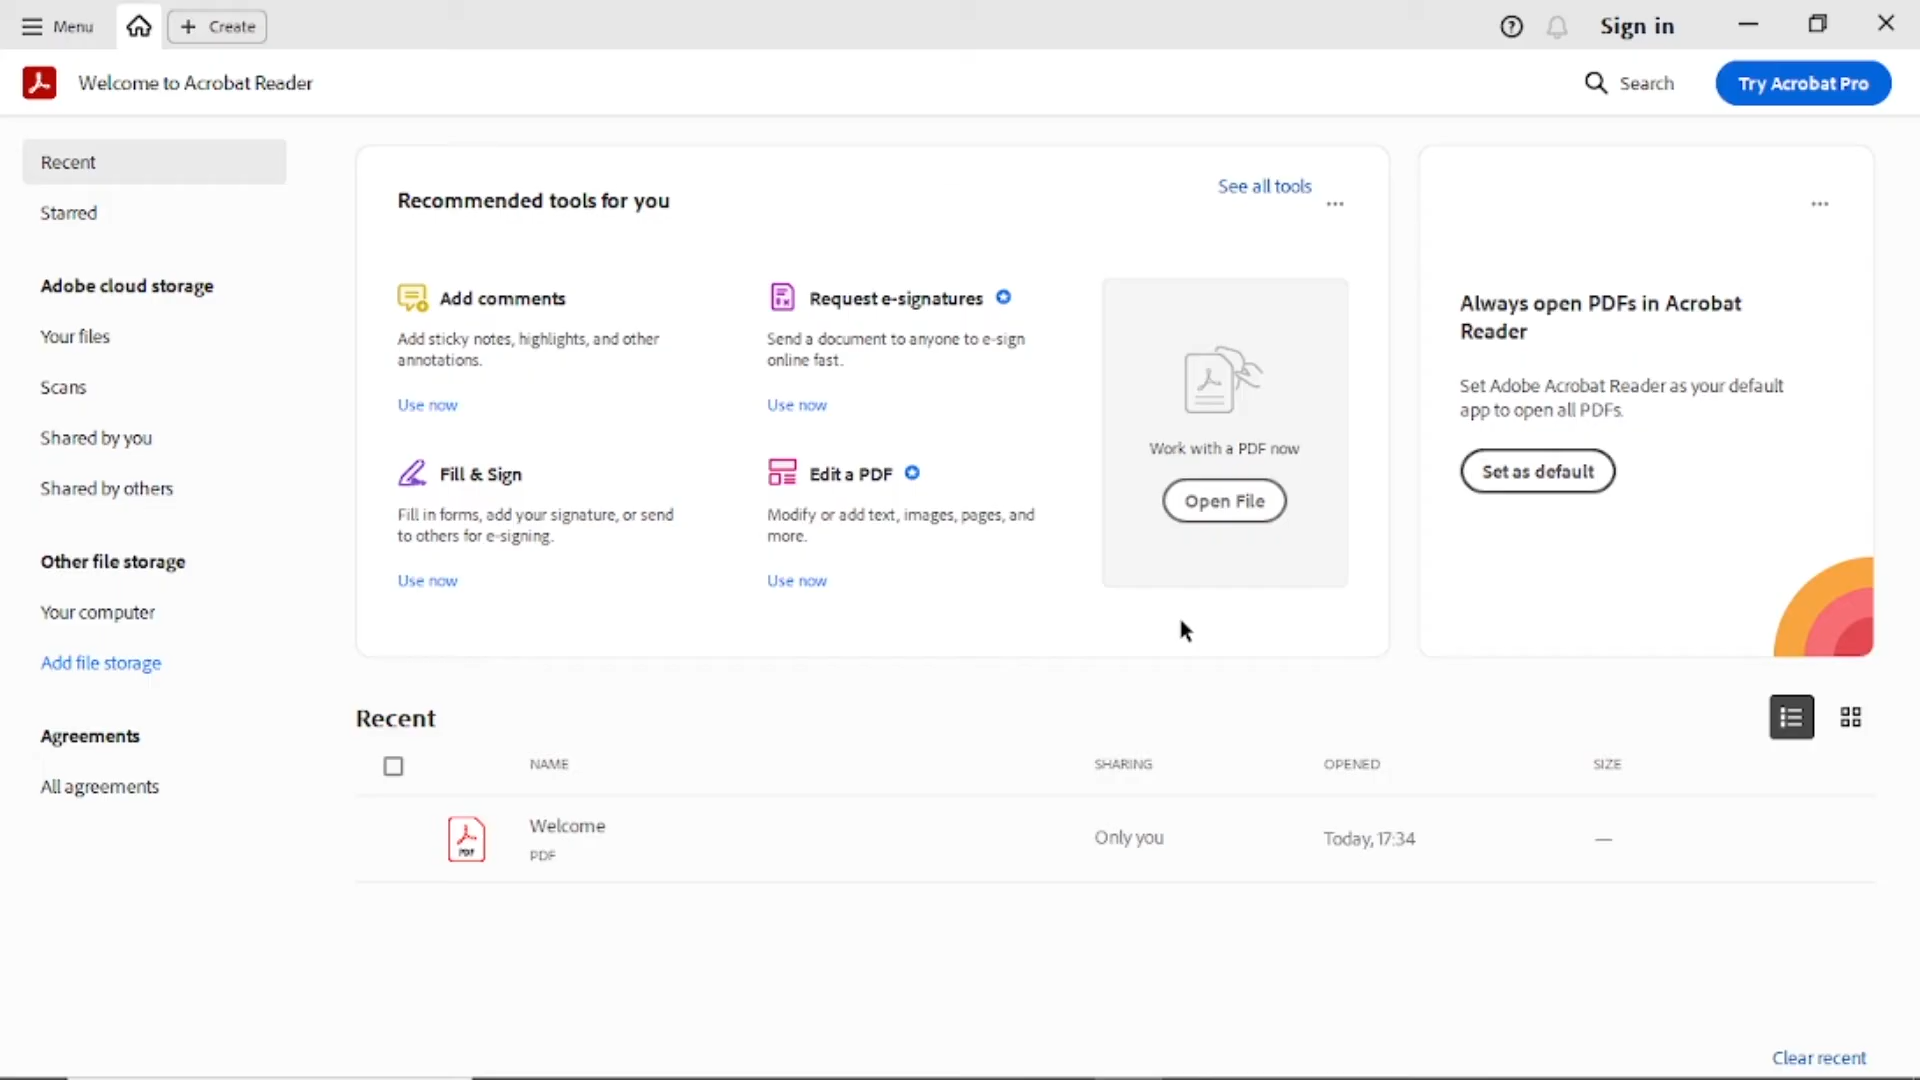 Menu
Create
Sign in
Welcome to Acrobat Reader
Search
Try Acrobat Pro
Recent
Starred
Adobe cloud storage
Your files
Scans
Shared by you
Shared by others
Other file storage
Your computer
Add file storage
Agreements
All agreements
Recommended tools for you
See all tools
Add comments
Add sticky notes, highlights, and other
annotations.
Use now
Request e-signatures
Send a document to anyone to e-sign
online fast.
Use now
Fill & Sign
Fill in forms, add your signature, or send
to others for e-signing.
Use now
Edit a PDF
Modify or add text, images, pages, and
more.
Use now
Work with a PDF now
Open File
Always open PDFs in Acrobat
Reader
Set Adobe Acrobat Reader as your default
app to open all PDFs.
Set as default
Recent
NAME SHARING OPENED SIZE
Welcome
PDF
PDF
Only you
Today, 17:34
—
Clear recent